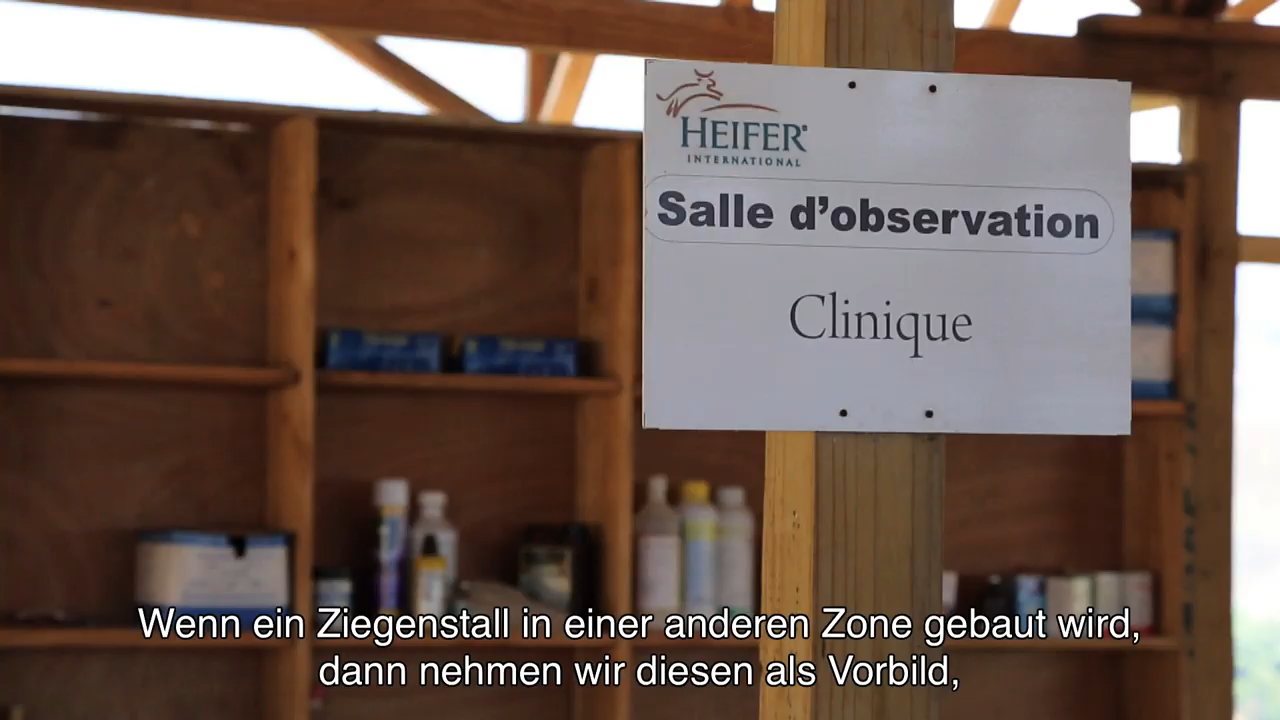 HEIFER
INTERNATIONAL
Salle d'observation
Clinique
Wenn ein Ziegenstall in einer anderen Zone gebaut wird,
dann nehmen wir diesen als Vorbild,